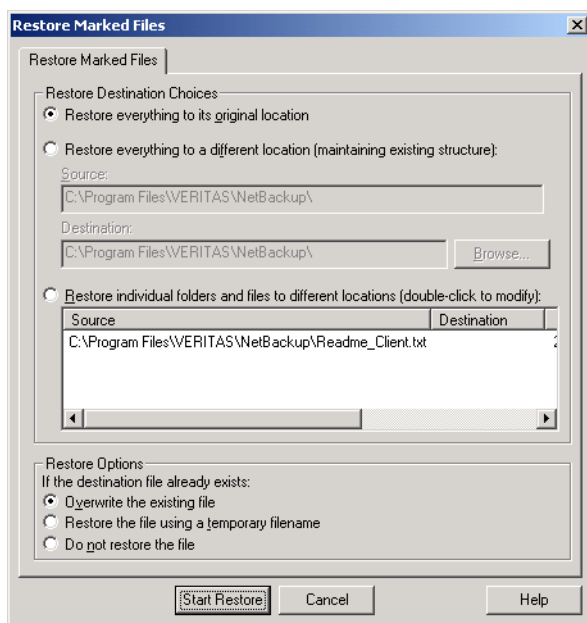 Restore Marked Files
Restore Marked Files
Restore Destination Choices
Restore everything to its original location
Restore everything to a different location (maintaining existing structure):
Source:
C:\Program Files\VERITAS\NetBackup\
Destination:
C:\Program Files\VERITAS\NetBackup\
Browse...
Restore individual folders and files to different locations (double-click to modify):
Source Destination
C:\Program Files\VERITAS\NetBackup\Readme_Client.txt
Restore Options
If the destination file already exists:
Overwrite the existing file
Restore the file using a temporary filename
Do not restore the file
Start Restore Cancel Help